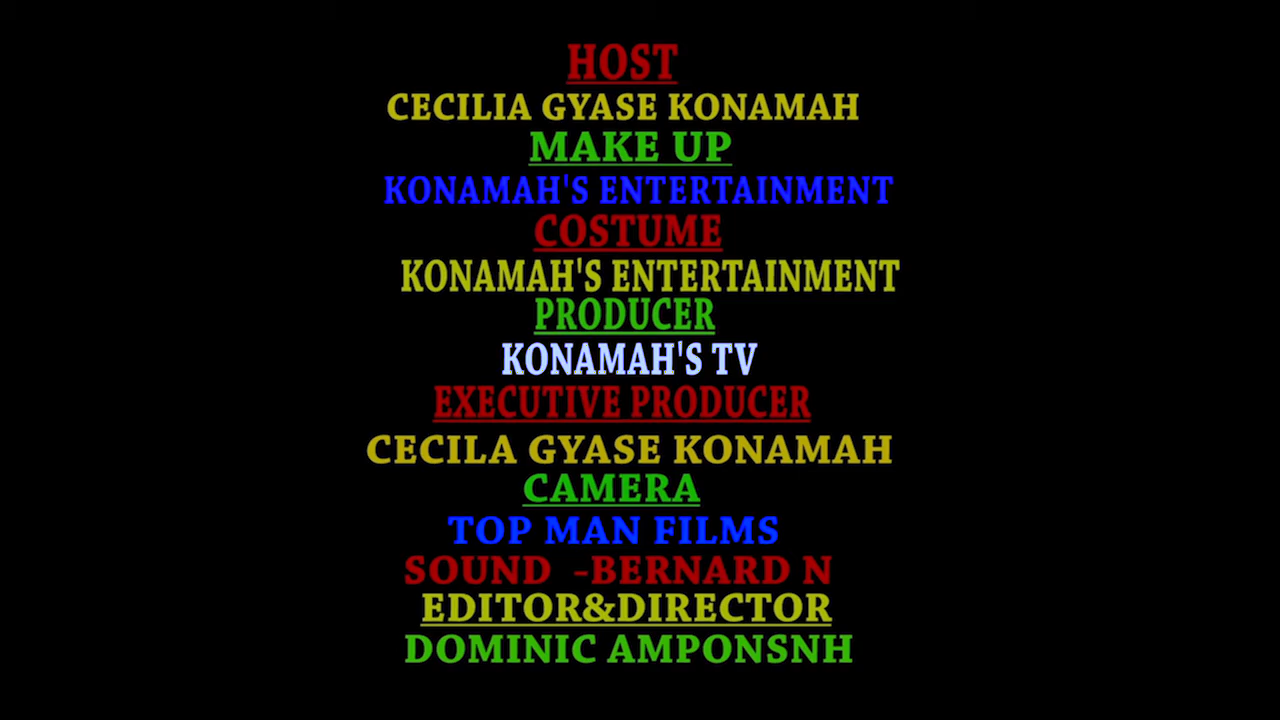 HOST
CECILIA GYASE KONAMAH
MAKE UP
KONAMAH'S ENTERTAINMENT
COSTUME
KONAMAH'S ENTERTAINMENT
PRODUCER
KONAMAH'S TV
EXECUTIVE PRODUCER
CECILA GYASE KONAMAH
CAMERA
TOP MAN FILMS
SOUND -BERNARD N
EDITOR&DIRECTOR
DOMINIC AMPONSNH